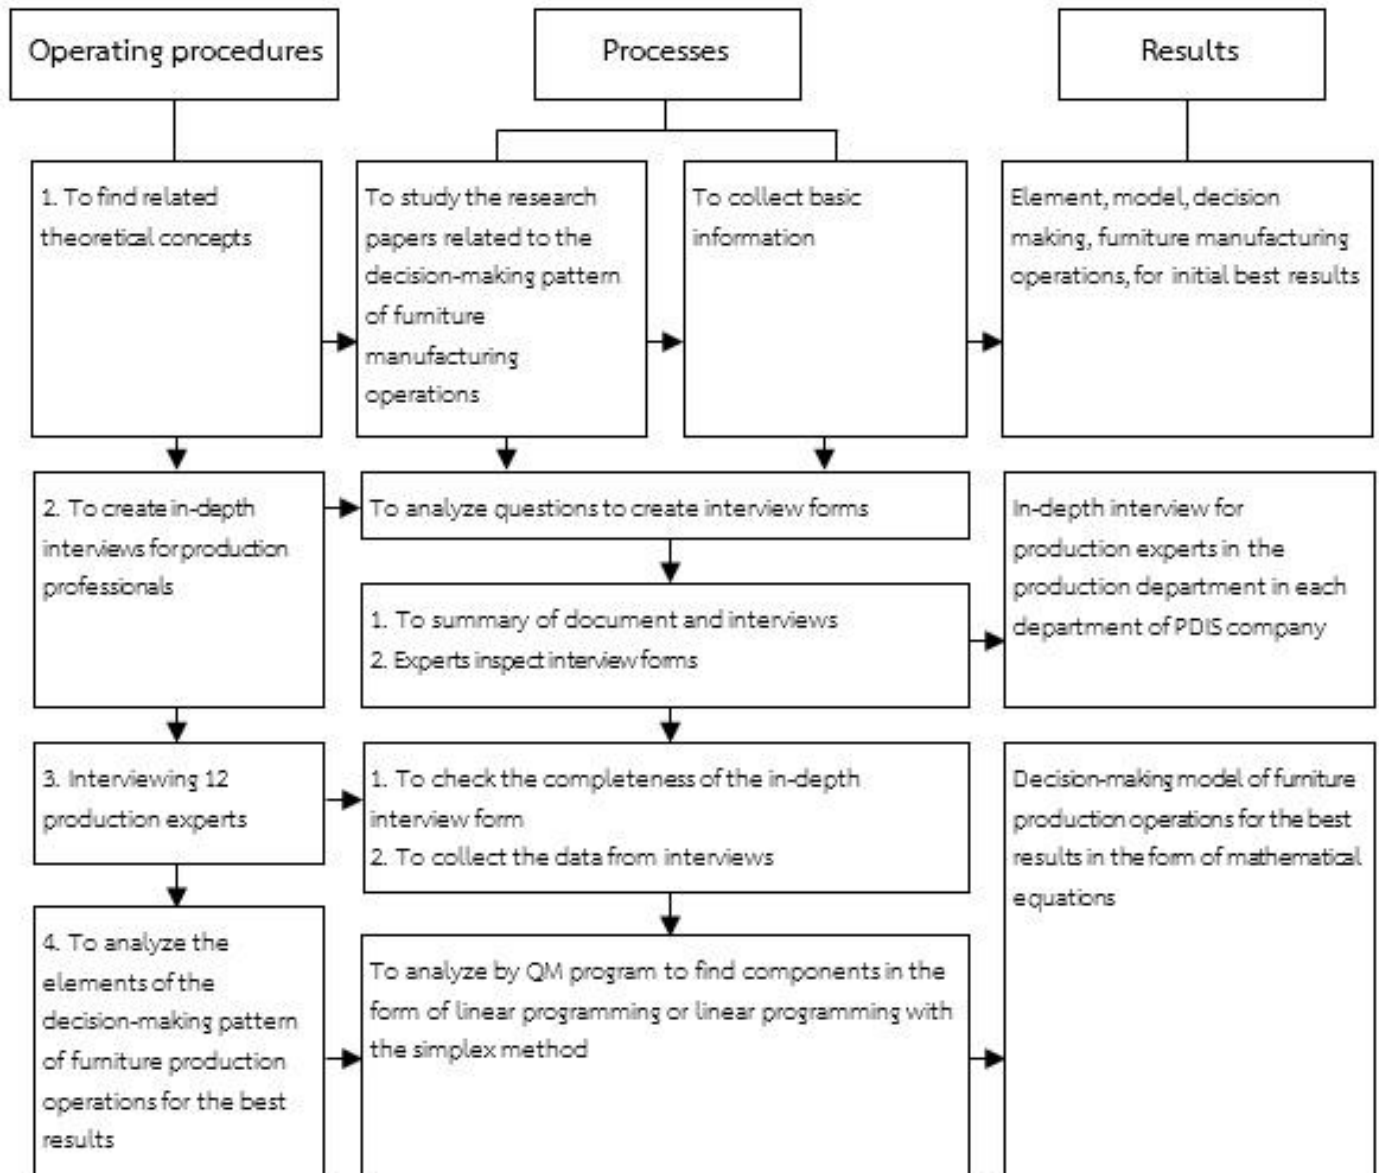 Operating procedures
Processes
Results
1. To find related
theoretical concepts
To study the research
papers related to the
decision-making pattern
of furniture
manufacturing
operations
To collect basic
information
Element, model, decision
making, furniture manufacturing
operations, for initial best results
2. To create in-depth
interviews for production
professionals
To analyze questions to create interview forms
1. To summary of document and interviews
2. Experts inspect interview forms
In-depth interview for
production experts in the
production department in each
department of PDIS company
3. Interviewing 12
production experts
1. To check the completeness of the in-depth
interview form
2. To collect the data from interviews
Decision-making model of furniture
production operations for the best
results in the form of mathematical
equations
4. To analyze the
elements of the
decision-making pattern
of furniture production
operations for the best
results
To analyze by QM program to find components in the
form of linear programming or linear programming with
the simplex method